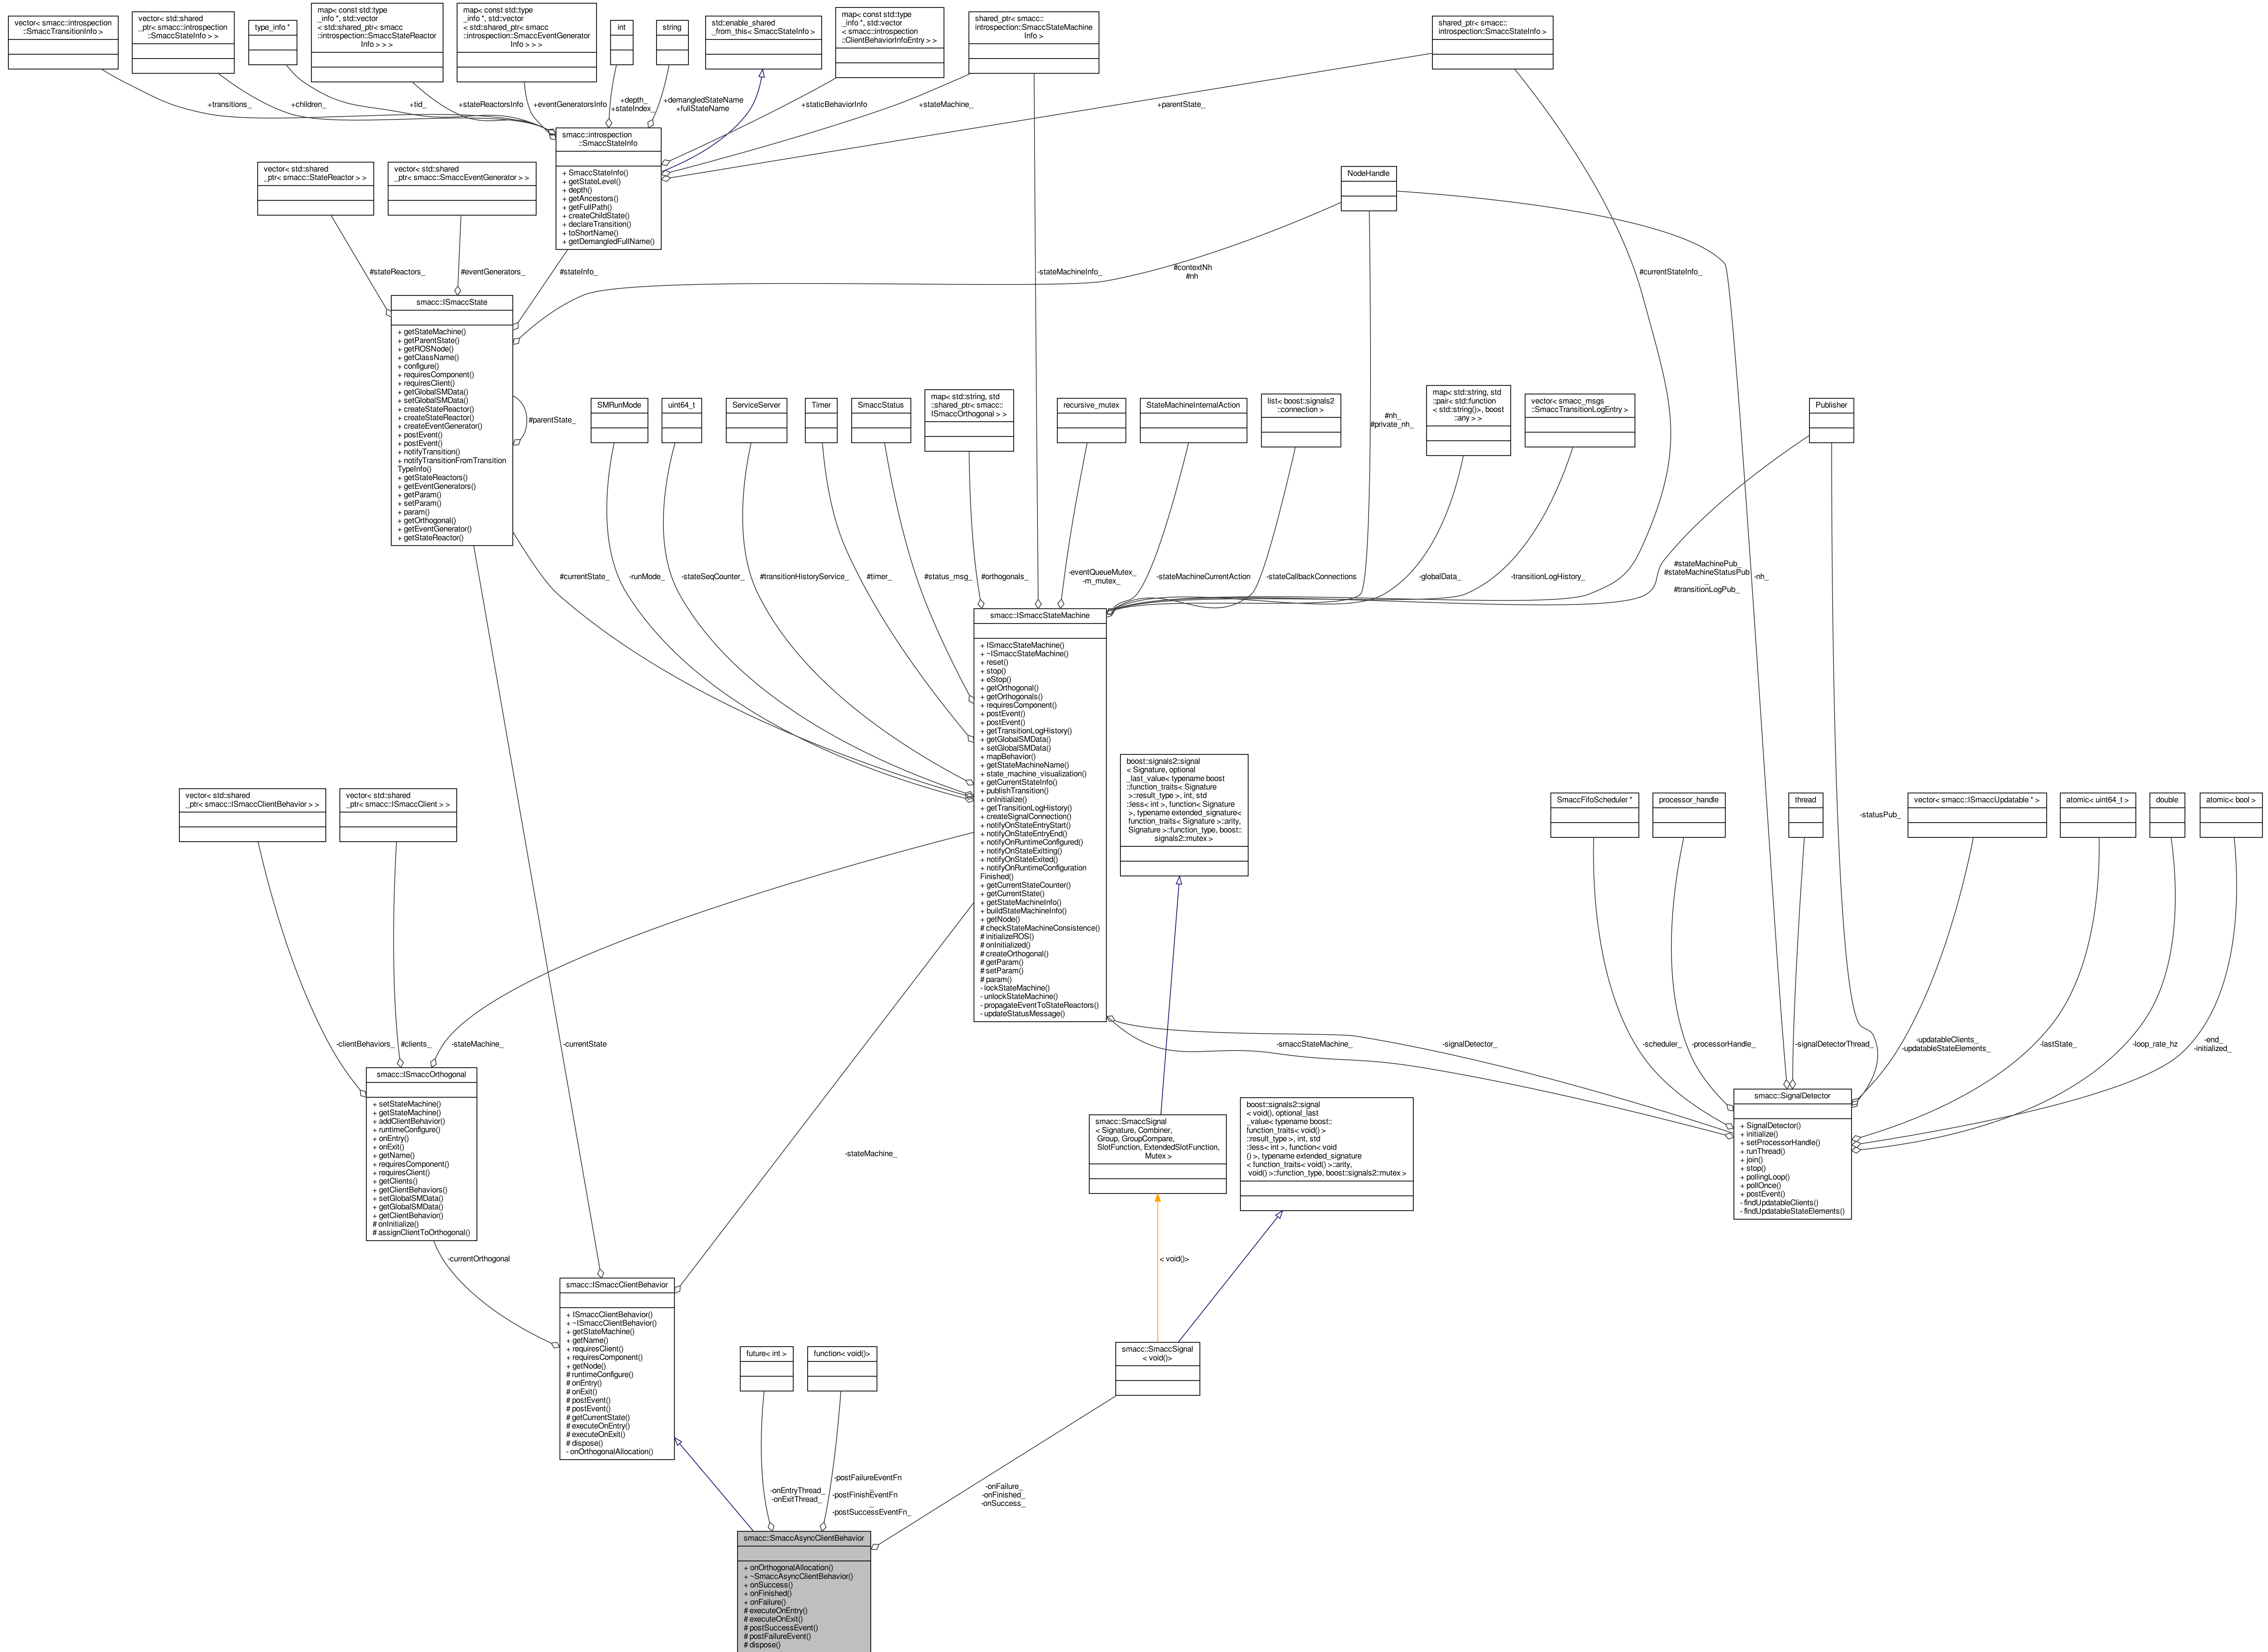 vector< smacc::introspection
::SmaccTransitionInfo >
vector< std::shared
_ptr< smacc::introspection
::SmaccStateInfo > >
type_info *
map< const std::type
_info *, std::vector
< std::shared_ptr< smacc
::introspection::SmaccStateReactor
Info > > >
map< const std::type
_info *, std::vector
< std::shared_ptr< smacc
::introspection::SmaccEventGenerator
Info > > >
int
string
std::enable_shared
_from_this< SmaccStateInfo >
map< const std::type
_info *, std::vector
< smacc::introspection
::ClientBehaviorInfoEntry > >
shared_ptr< smacc::
introspection::SmaccStateMachine
Info >
shared_ptr< smacc::
introspection::SmaccStateInfo >
+transitions_
+children_
+tid_
+stateReactorsInfo
+eventGeneratorsInfo
+depth_
+stateIndex_
+demangledStateName
+fullStateName
+staticBehaviorInfo
+stateMachine_
+parentState_
smacc::introspection
::SmaccStateInfo
+ SmaccStateInfo()
+ getStateLevel()
+ depth()
+ getAncestors()
+ getFullPath()
+ createChildState()
+ declareTransition()
+ toShortName()
+ getDemangledFullName()
vector< std::shared
_ptr< smacc::StateReactor > >
vector< std::shared
_ptr< smacc::SmaccEventGenerator > >
NodeHandle
#stateReactors_
#eventGenerators_
#stateInfo_
#contextNh
#nh
-stateMachineInfo_
#currentStateInfo_
smacc::ISmaccState
+ getStateMachine()
+ getParentState()
+ getROSNode()
+ getClassName()
+ configure()
+ requiresComponent()
+ requiresClient()
+ getGlobalSMData()
+ setGlobalSMData()
+ createStateReactor()
+ createStateReactor()
+ createEventGenerator()
+ postEvent()
+ postEvent()
+ notifyTransition()
+ notifyTransitionFromTransition
TypeInfo()
+ getStateReactors()
+ getEventGenerators()
+ getParam()
+ setParam()
+ param()
+ getOrthogonal()
+ getEventGenerator()
+ getStateReactor()
#parentState_
SMRunMode
uint64_t
ServiceServer
Timer
SmaccStatus
map< std::string, std
::shared_ptr< smacc::
ISmaccOrthogonal > >
recursive_mutex
StateMachineInternalAction
list< boost::signals2
::connection >
#nh_
#private_nh_
map< std::string, std
::pair< std::function
< std::string()>, boost
::any > >
vector< smacc_msgs
::SmaccTransitionLogEntry >
Publisher
#currentState_
-runMode_
-stateSeqCounter_
#transitionHistoryService_
#timer_
#status_msg_
#orthogonals_
-eventQueueMutex_
-m_mutex_
-stateMachineCurrentAction
-stateCallbackConnections
-globalData_
-transitionLogHistory_
#stateMachinePub_
#stateMachineStatusPub
_
#transitionLogPub_
-nh_
smacc::ISmaccStateMachine
+ ISmaccStateMachine()
+ ~ISmaccStateMachine()
+ reset()
+ stop()
+ eStop()
+ getOrthogonal()
+ getOrthogonals()
+ requiresComponent()
+ postEvent()
+ postEvent()
+ getTransitionLogHistory()
+ getGlobalSMData()
+ setGlobalSMData()
+ mapBehavior()
+ getStateMachineName()
+ state_machine_visualization()
+ getCurrentStateInfo()
+ publishTransition()
+ onInitialize()
+ getTransitionLogHistory()
+ createSignalConnection()
+ notifyOnStateEntryStart()
+ notifyOnStateEntryEnd()
+ notifyOnRuntimeConfigured()
+ notifyOnStateExitting()
+ notifyOnStateExited()
+ notifyOnRuntimeConfiguration
Finished()
+ getCurrentStateCounter()
+ getCurrentState()
+ getStateMachineInfo()
+ buildStateMachineInfo()
+ getNode()
# checkStateMachineConsistence()
# initializeROS()
# onInitialized()
# createOrthogonal()
# getParam()
# setParam()
# param()
- lockStateMachine()
- unlockStateMachine()
- propagateEventToStateReactors()
- updateStatusMessage()
boost::signals2::signal
< Signature, optional
_last_value< typename boost
::function_traits< Signature
>::result_type >, int, std
::less< int >, function< Signature
>, typename extended_signature<
function_traits< Signature >::arity,
Signature >::function_type, boost::
signals2::mutex >
vector< std::shared
_ptr< smacc::ISmaccClientBehavior > >
vector< std::shared
_ptr< smacc::ISmaccClient > >
SmaccFifoScheduler *
processor_handle
thread
-statusPub_
vector< smacc::ISmaccUpdatable * >
atomic< uint64_t >
double
atomic< bool >
-clientBehaviors_
#clients_
-stateMachine_
-currentState
-smaccStateMachine_
-signalDetector_
-scheduler_
-processorHandle_
-signalDetectorThread_
-updatableClients_
-updatableStateElements_
-lastState_
-loop_rate_hz
-end_
-initialized_
smacc::ISmaccOrthogonal
+ setStateMachine()
+ getStateMachine()
+ addClientBehavior()
+ runtimeConfigure()
+ onEntry()
+ onExit()
+ getName()
+ requiresComponent()
+ requiresClient()
+ getClients()
+ getClientBehaviors()
+ setGlobalSMData()
+ getGlobalSMData()
+ getClientBehavior()
# onInitialize()
# assignClientToOrthogonal()
smacc::SignalDetector
+ SignalDetector()
+ initialize()
+ setProcessorHandle()
+ runThread()
+ join()
+ stop()
+ pollingLoop()
+ pollOnce()
+ postEvent()
- findUpdatableClients()
- findUpdatableStateElements()
smacc::SmaccSignal
< Signature, Combiner,
Group, GroupCompare,
SlotFunction, ExtendedSlotFunction,
Mutex >
boost::signals2::signal
< void(), optional_last
_value< typename boost::
function_traits< void() >
::result_type >, int, std
::less< int >, function< void
() >, typename extended_signature
< function_traits< void() >::arity,
void() >::function_type, boost::signals2::mutex >
-stateMachine_
-currentOrthogonal
< void()>
smacc::ISmaccClientBehavior
+ ISmaccClientBehavior()
+ ~ISmaccClientBehavior()
+ getStateMachine()
+ getName()
+ requiresClient()
+ requiresComponent()
+ getNode()
# runtimeConfigure()
# onEntry()
# onExit()
# postEvent()
# postEvent()
# getCurrentState()
# executeOnEntry()
# executeOnExit()
# dispose()
- onOrthogonalAllocation()
future< int >
function< void()>
smacc::SmaccSignal
< void()>
-onEntryThread_
-onExitThread_
-postFailureEventFn
_
-postFinishEventFn
_
-postSuccessEventFn_
-onFailure_
-onFinished_
-onSuccess_
smacc::SmaccAsyncClientBehavior
+ onOrthogonalAllocation()
+ ~SmaccAsyncClientBehavior()
+ onSuccess()
+ onFinished()
+ onFailure()
# executeOnEntry()
# executeOnExit()
# postSuccessEvent()
# postFailureEvent()
# dispose()